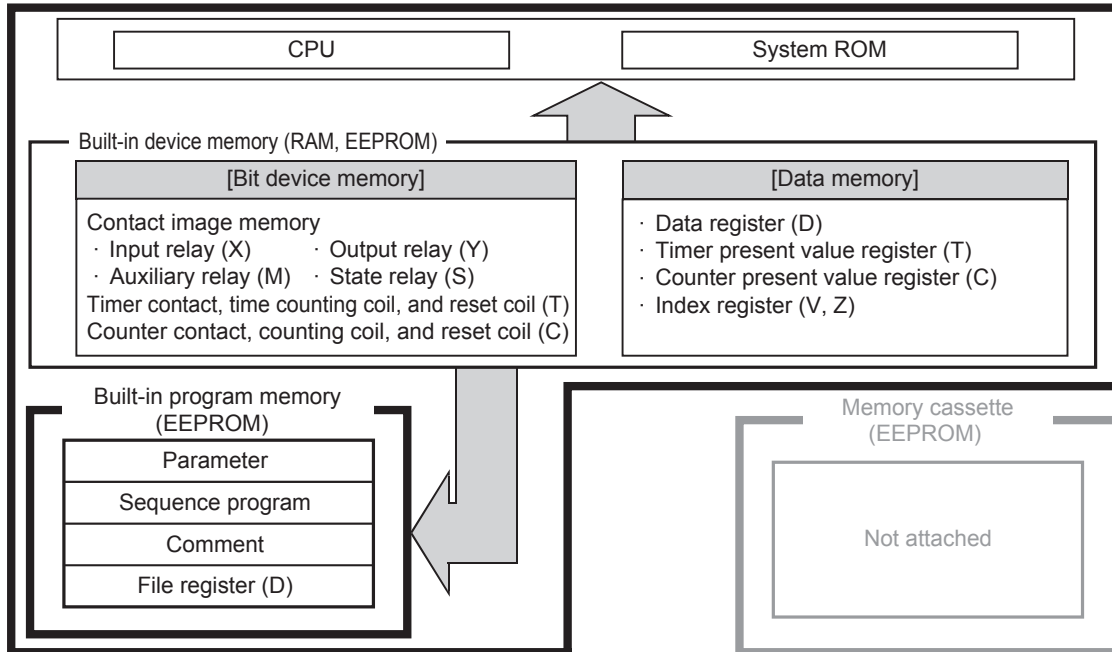 CPU
System ROM
Built-in device memory (RAM, EEPROM)
[Bit device memory]
Contact image memory
· Input relay (X) · Output relay (Y)
· Auxiliary relay (M) · State relay (S)
Timer contact, time counting coil, and reset coil (T)
Counter contact, counting coil, and reset coil (C)
[Data memory]
· Data register (D)
· Timer present value register (T)
· Counter present value register (C)
· Index register (V, Z)
Built-in program memory
(EEPROM)
Parameter
Sequence program
Comment
File register (D)
Memory cassette
(EEPROM)
Not attached